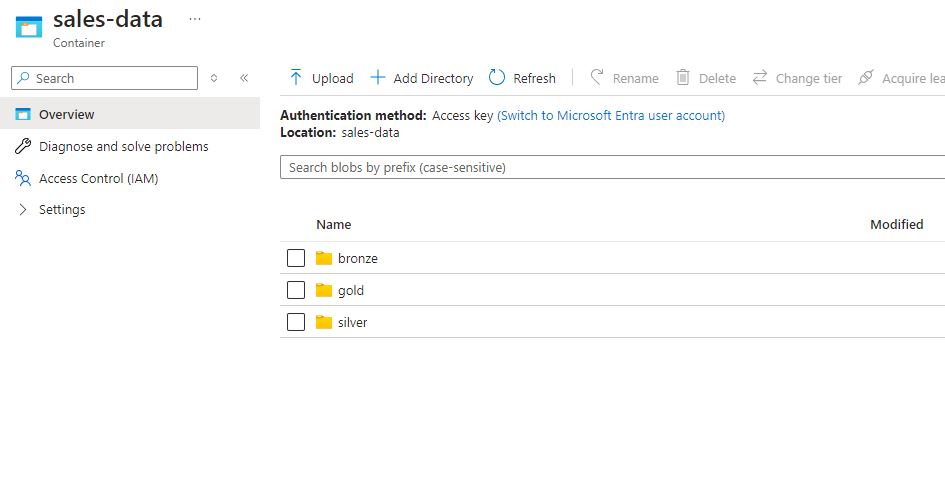 sales-data ...
Container
Search
Overview
Diagnose and solve problems
Access Control (IAM)
Settings
Upload Add Directory Refresh Rename Delete Change tier Acquire lea
Authentication method: Access key (Switch to Microsoft Entra user account)
Location: sales-data
Search blobs by prefix (case-sensitive)
Name Modified
bronze
gold
silver